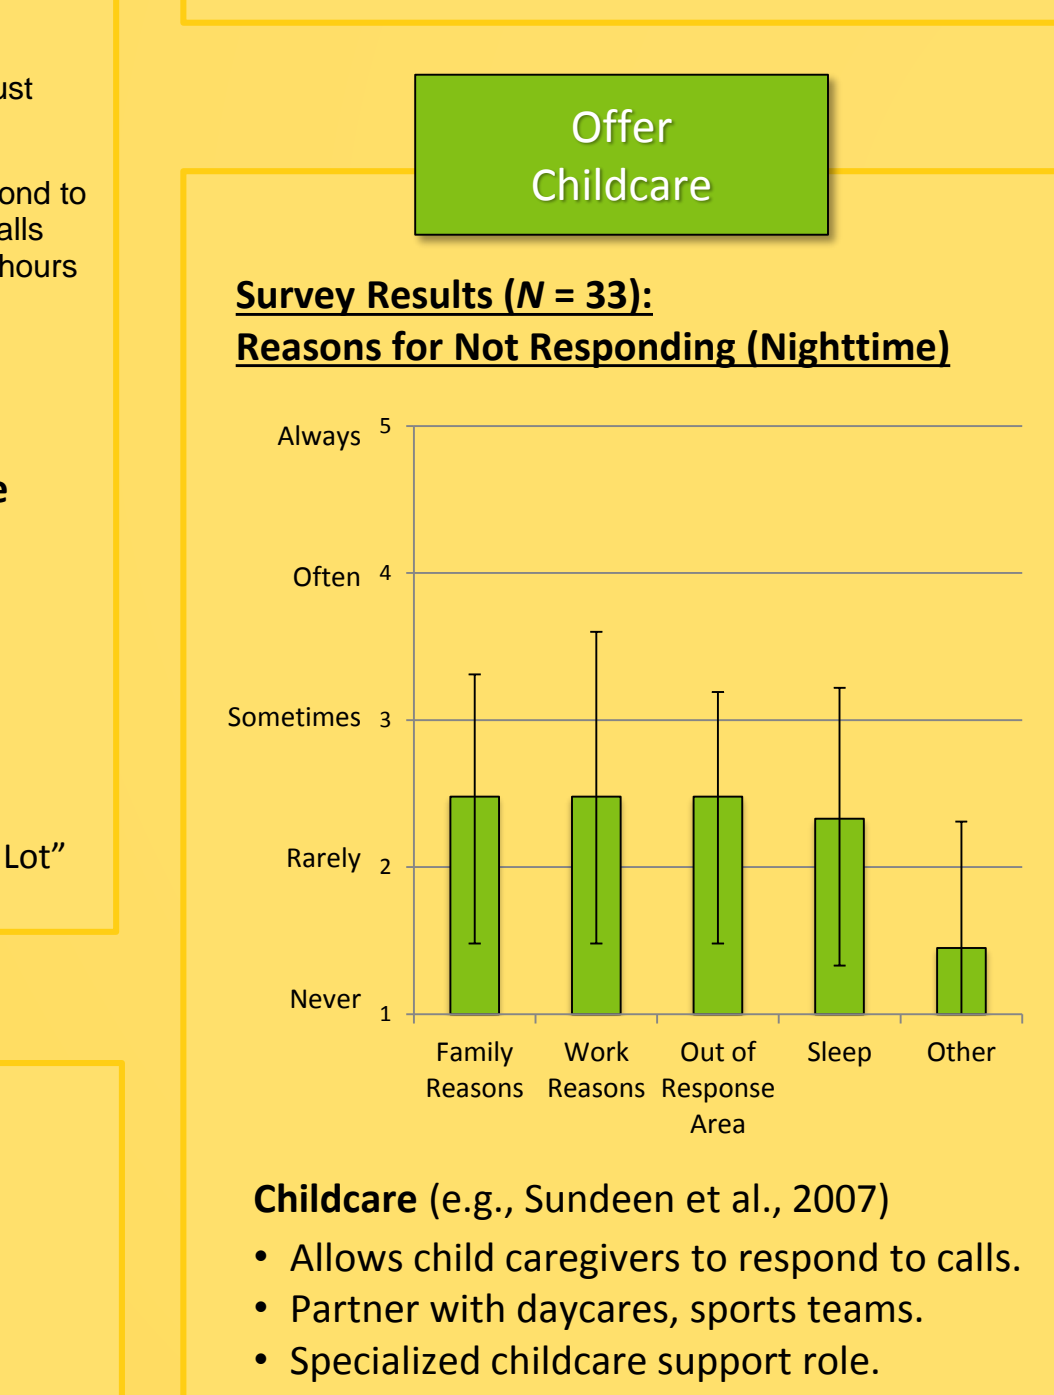 ust
ond to
alls
hours
e
Lot”
Offer
Childcare
Survey Results (N = 33):
Reasons for Not Responding (Nighttime)
Always 5
Often 4
Sometimes 3
Rarely 2
Never 1
Family Reasons
Work Reasons
Out of Response Area
Sleep
Other
Childcare (e.g., Sundeen et al., 2007)
• Allows child caregivers to respond to calls.
• Partner with daycares, sports teams.
• Specialized childcare support role.